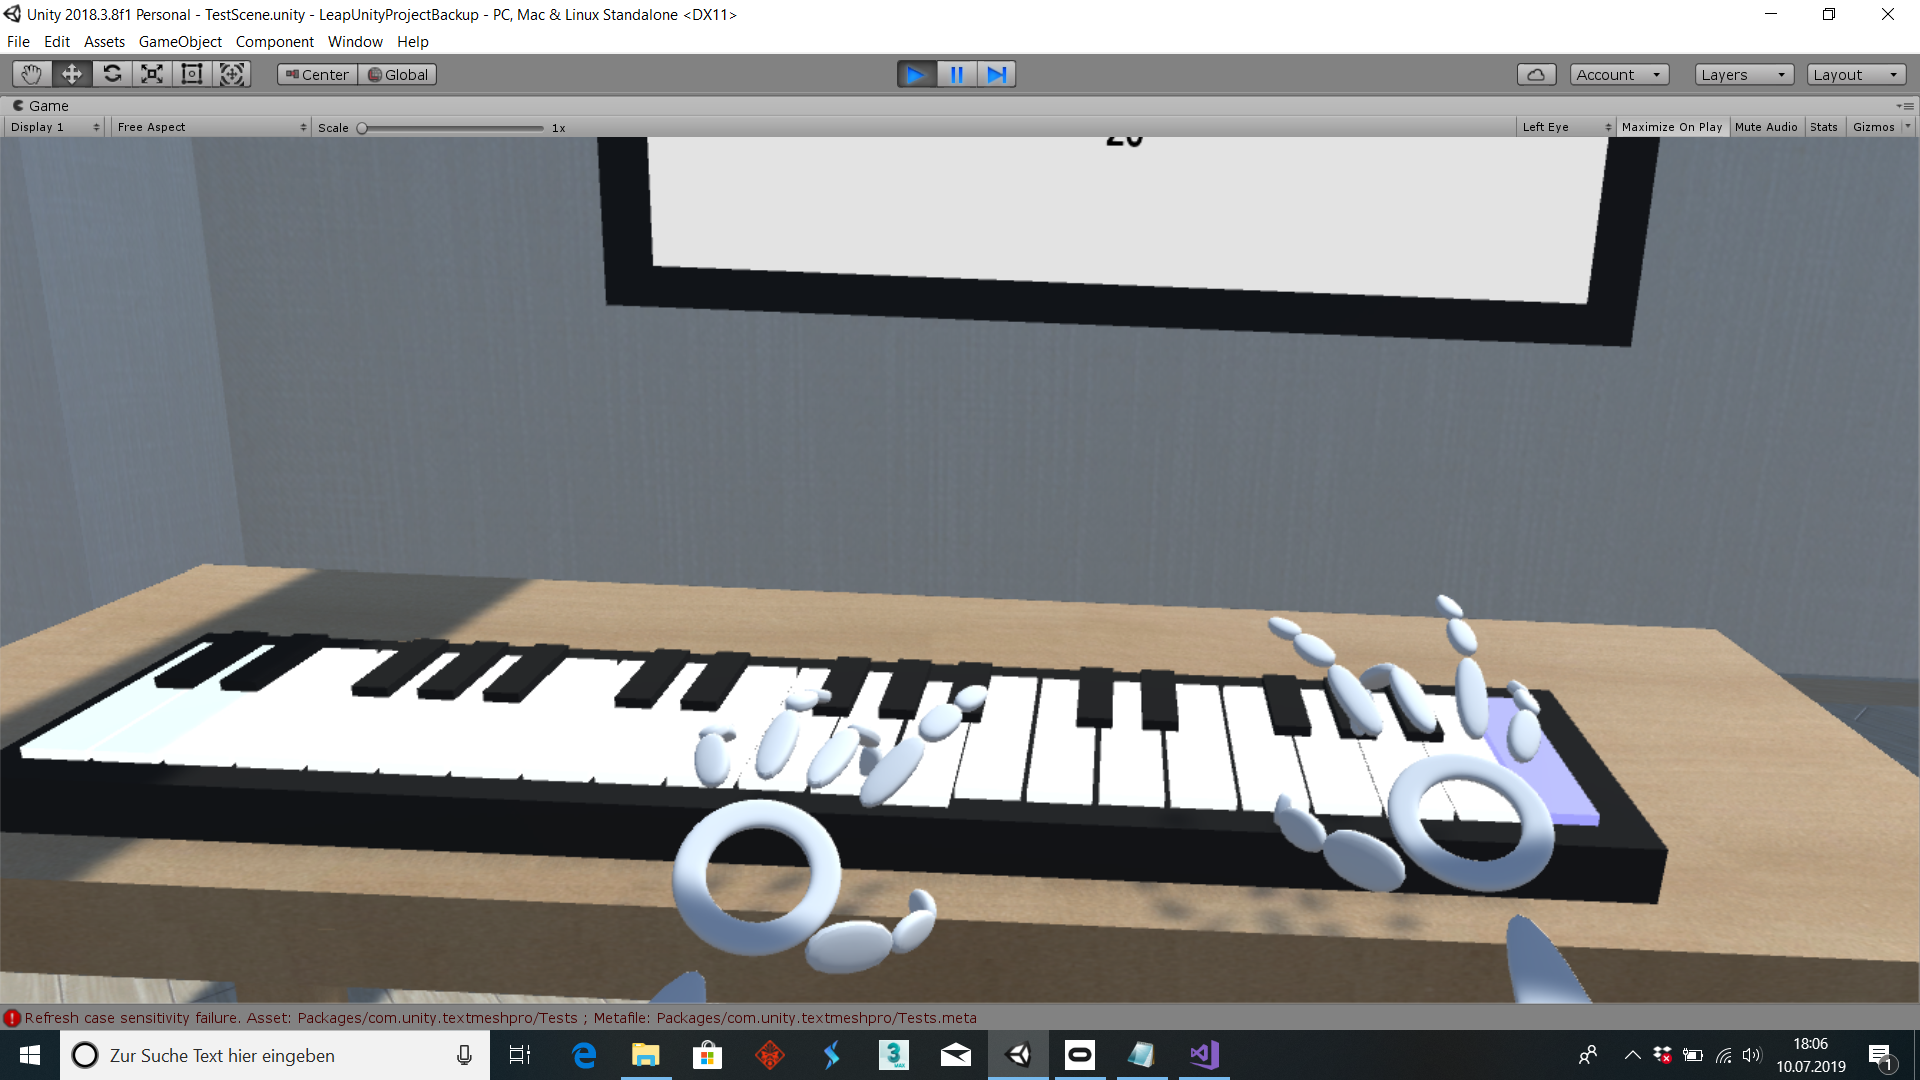 Unity 2018.3.8f1 Personal - TestScene.unity - LeapUnityProjectBackup - PC, Mac & Linux Standalone <DX11>
File Edit Assets GameObject Component Window Help
Center Global Account Layers Layout
Game
Display 1 Free Aspect Scale 1x Left Eye Maximize On Play Mute Audio Stats Gizmos
Refresh case sensitivity failure. Asset: Packages/com.unity.textmeshpro/Tests ; Metafile: Packages/com.unity.textmeshpro/Tests.meta
Zur Suche Text hier eingeben
3
MAX
18:06
10.07.2019
1